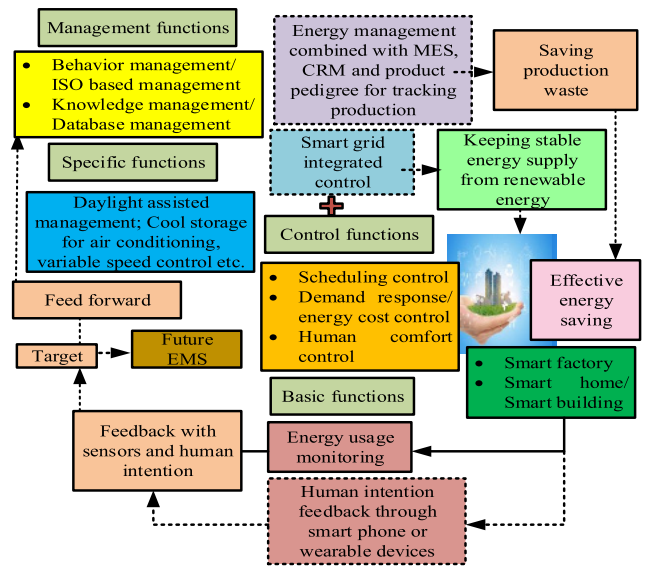 Management functions
• Behavior management/
ISO based management
• Knowledge management/
Database management
Specific functions
Daylight assisted
management; Cool storage
for air conditioning,
variable speed control etc.
Feed forward
Target
Future
EMS
Feedback with
sensors and human
intention
Energy management
combined with MES,
CRM and product
pedigree for tracking
production
Saving
production
waste
Smart grid
integrated
control
Keeping stable
energy supply
from renewable
energy
Control functions
• Scheduling control
• Demand response/
energy cost control
• Human comfort
control
Effective
energy
saving
• Smart factory
• Smart home/
Smart building
Basic functions
Energy usage
monitoring
Human intention
feedback through
smart phone or
wearable devices